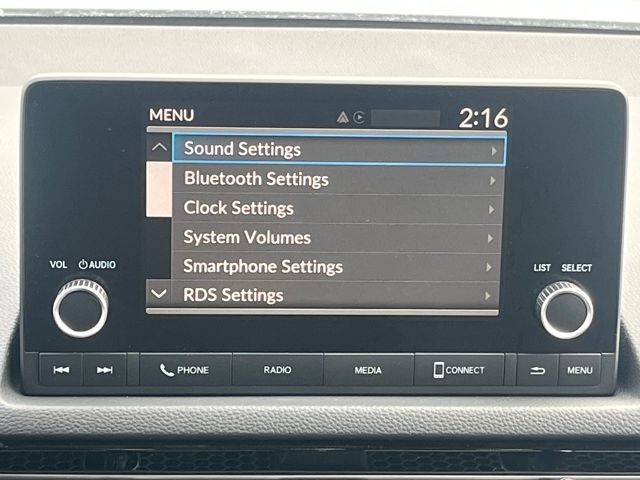 MENU 2:16
Sound Settings
Bluetooth Settings
Clock Settings
System Volumes
Smartphone Settings
RDS Settings
VOL AUDIO
LIST SELECT
PHONE RADIO MEDIA CONNECT MENU